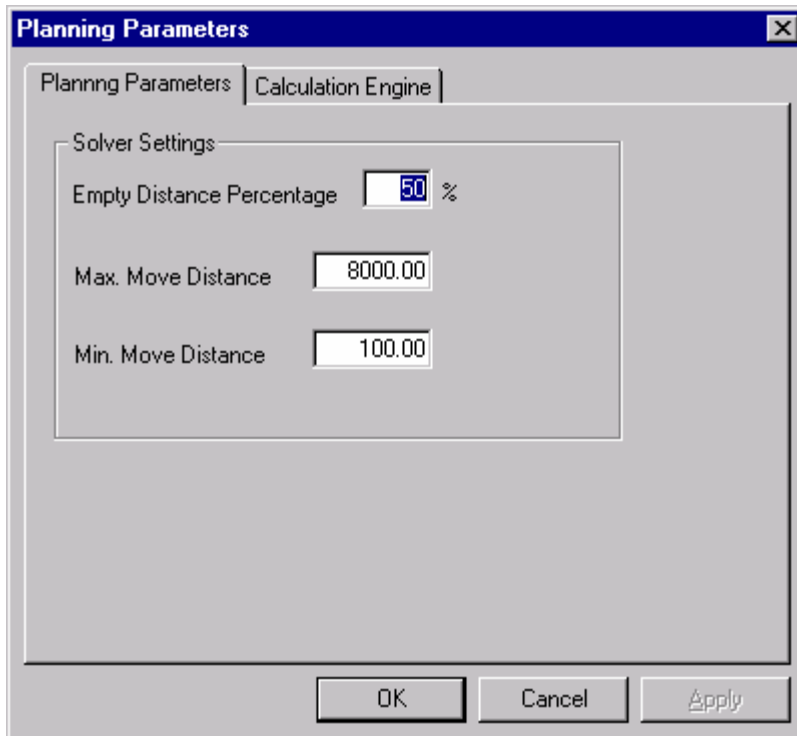 Planning Parameters
Plannng Parameters
Calculation Engine
Solver Settings
Empty Distance Percentage 50 %
Max. Move Distance 8000.00
Min. Move Distance 100.00
OK Cancel Apply